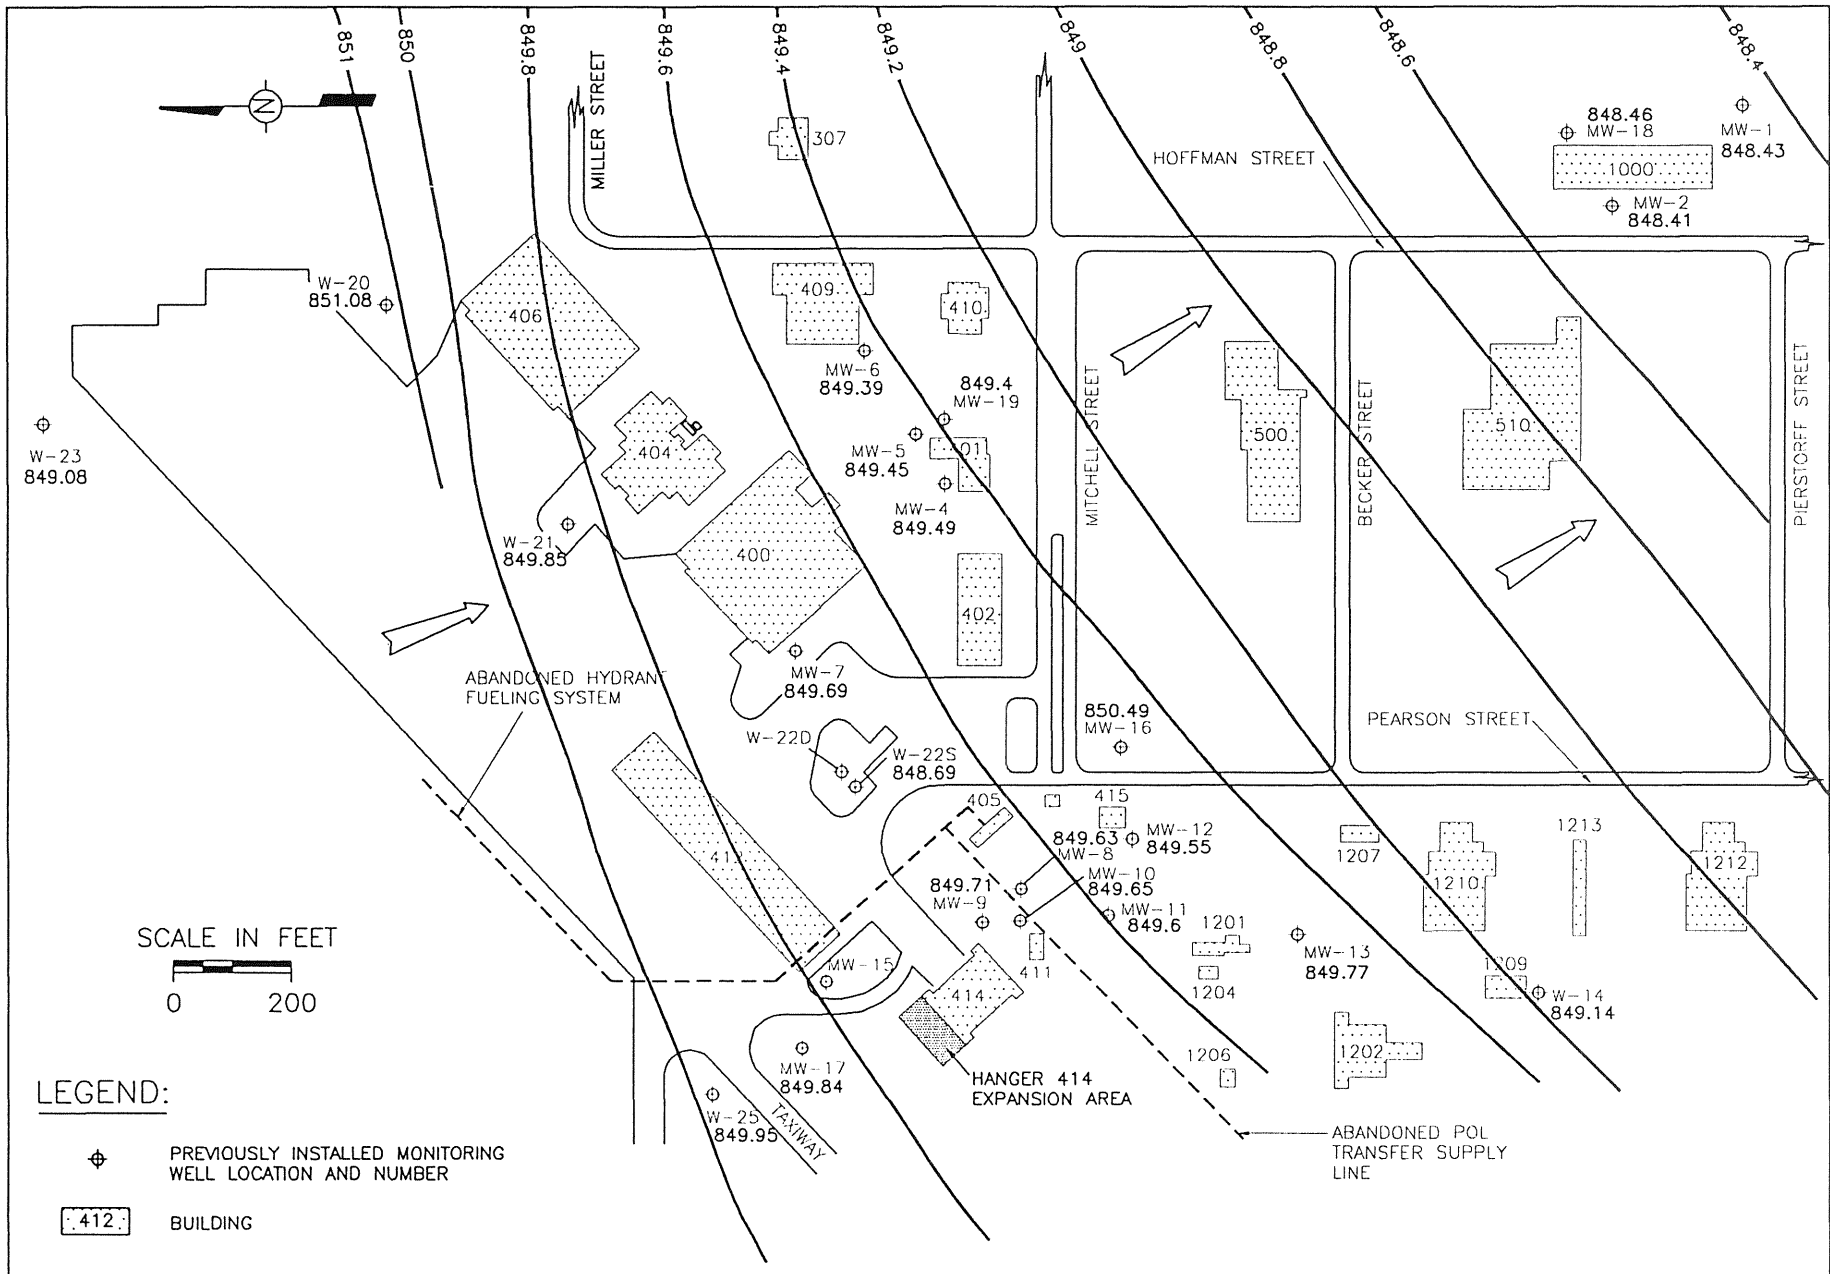 851
850
849.8
849.6
849.4
849.2
849
848.8
848.6
848.4
N
MILLER STREET
307
HOFFMAN STREET
848.46
MW-18
MW-1
848.43
1000
MW-2
848.41
W-20
851.08
406
409
410
MW-6
849.39
849.4
MW-19
W-23
849.08
404
MW-5
849.45
01
MW-4
849.49
MITCHELL STREET
500
BECKER STREET
510
PIERSTORFF STREET
W-21
849.85
400
402
ABANDONED HYDRANT
FUELING SYSTEM
MW-7
849.69
850.49
MW-16
PEARSON STREET
W-22D
W-22S
848.69
405
415
849.63
MW-8
MW-12
849.55
1207
1210
1213
1212
849.71
MW-9
MW-10
849.65
MW-11
849.6
1201
MW-13
849.77
SCALE IN FEET
0 200
MW-15
411
414
1204
1209
W-14
849.14
1206
1202
MW-17
849.84
HANGER 414
EXPANSION AREA
W-25
849.95
TAXIWAY
ABANDONED POL
TRANSFER SUPPLY
LINE
LEGEND:
PREVIOUSLY INSTALLED MONITORING
WELL LOCATION AND NUMBER
412
BUILDING